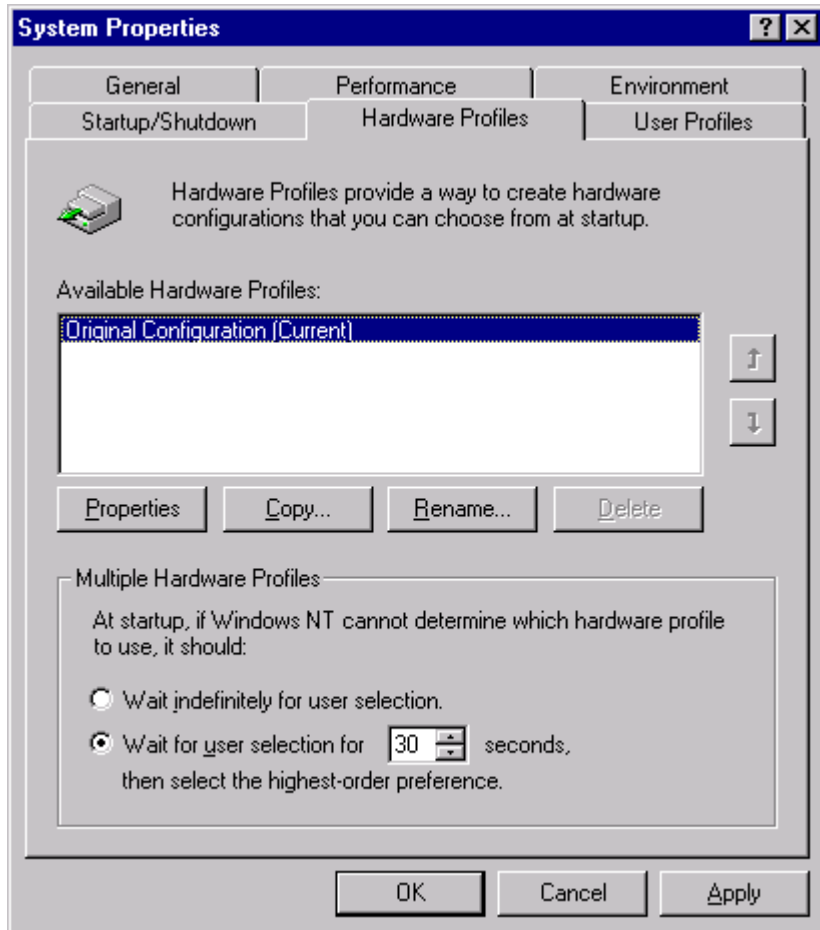 System Properties
General
Performance
Environment
Startup/Shutdown
Hardware Profiles
User Profiles
Hardware Profiles provide a way to create hardware
configurations that you can choose from at startup.
Available Hardware Profiles:
Original Configuration (Current)
Properties
Copy...
Rename...
Delete
Multiple Hardware Profiles
At startup, if Windows NT cannot determine which hardware profile
to use, it should:
Wait indefinitely for user selection.
Wait for user selection for 30 seconds,
then select the highest-order preference.
OK
Cancel
Apply